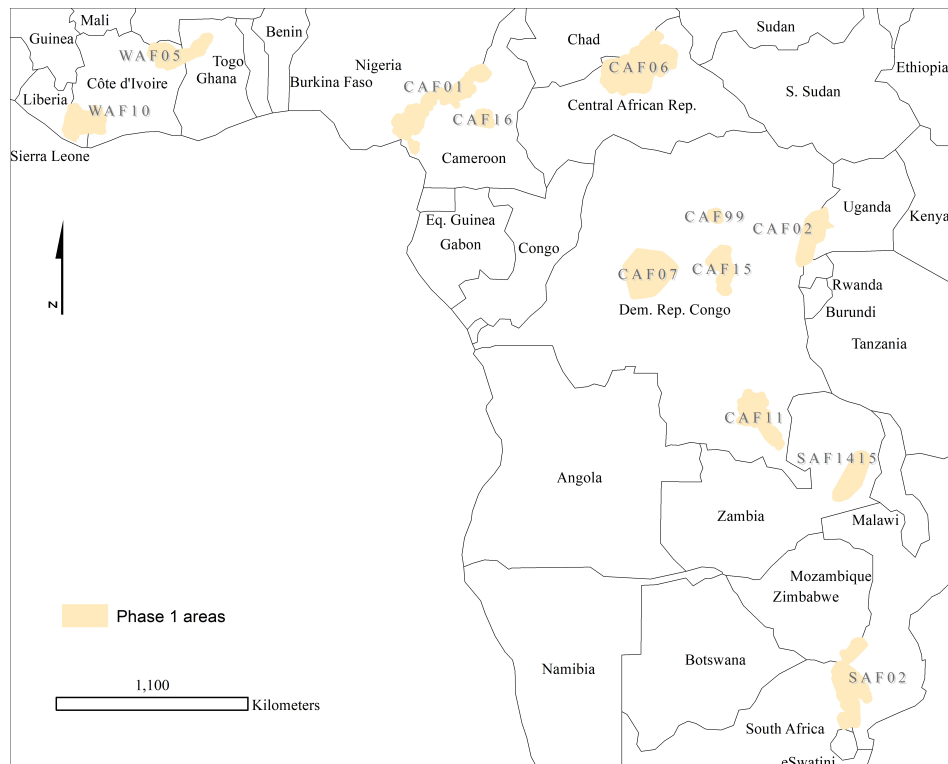 Mali
Sudan
Guinea
Benin
Chad
WAF05
Togo
Nigeria
Ethiopia
Côte d'Ivoire
Ghana
Burkina Faso
CAF01
CAF06
S. Sudan
Liberia
WAF10
CAF16
Central African Rep.
Sierra Leone
Cameroon
Eq. Guinea
CAF99
CAF02
Uganda
Kenya
Gabon
Congo
CAF07
CAF15
Rwanda
N
Dem. Rep. Congo
Burundi
Tanzania
CAF11
SAF1415
Angola
Zambia
Malawi
Mozambique
Zimbabwe
Phase 1 areas
Namibia
Botswana
SAF02
1,100
Kilometers
South Africa
eSwatini